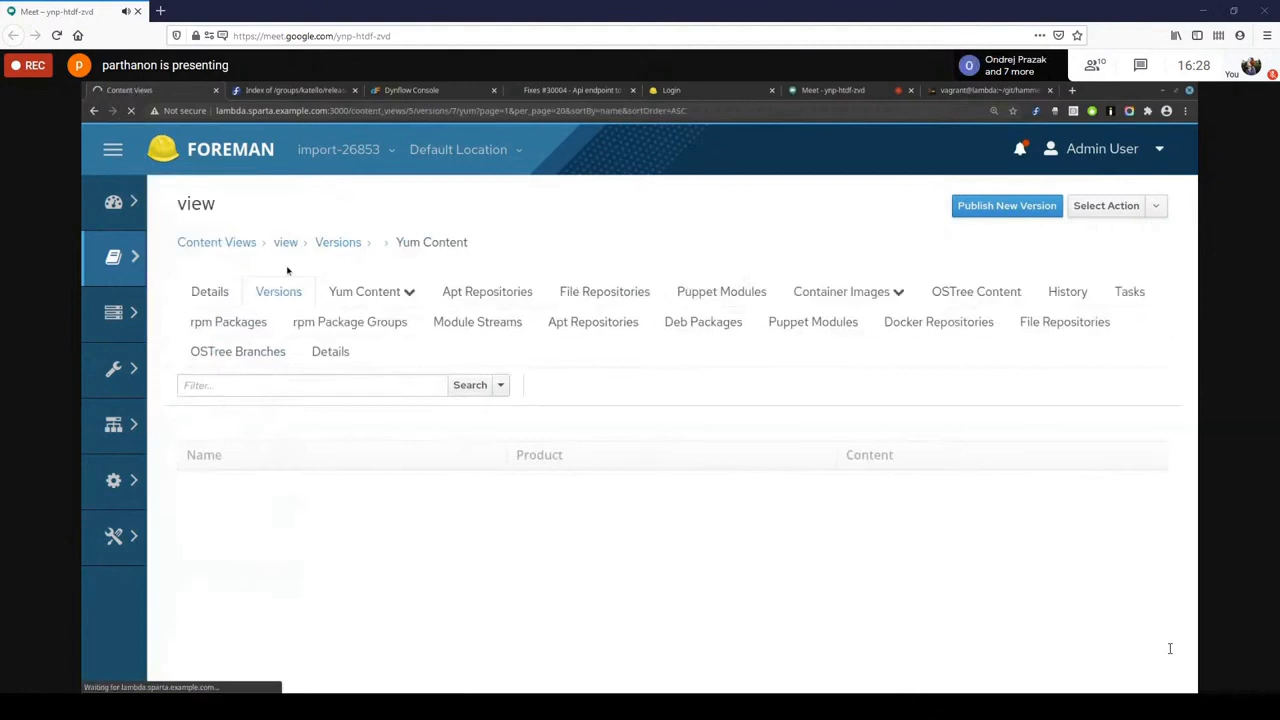 Meet – ynp-htdf-zvd
https://meet.google.com/ynp-htdf-zvd
REC
p
parthanon is presenting
O
Ondrej Prazak
and 7 more
10
16:28
You
Content Views
Index of /groups/katello/releas
Dynflow Console
Fixes #30004 - Api endpoint to
Login
Meet - ynp-htdf-zvd
vagrant@lambda:~/git/hamme
Not secure
lambda.sparta.example.com:3000/content_views/5/versions/7/yum?page=1&per_page=20&sortBy=name&sortOrder=ASC
FOREMAN
import-26853
Default Location
Admin User
view
Publish New Version
Select Action
Content Views › view › Versions › › Yum Content
Details
Versions
Yum Content
Apt Repositories
File Repositories
Puppet Modules
Container Images
OSTree Content
History
Tasks
rpm Packages
rpm Package Groups
Module Streams
Apt Repositories
Deb Packages
Puppet Modules
Docker Repositories
File Repositories
OSTree Branches
Details
Filter...
Search
Name
Product
Content
Waiting for lambda.sparta.example.com...